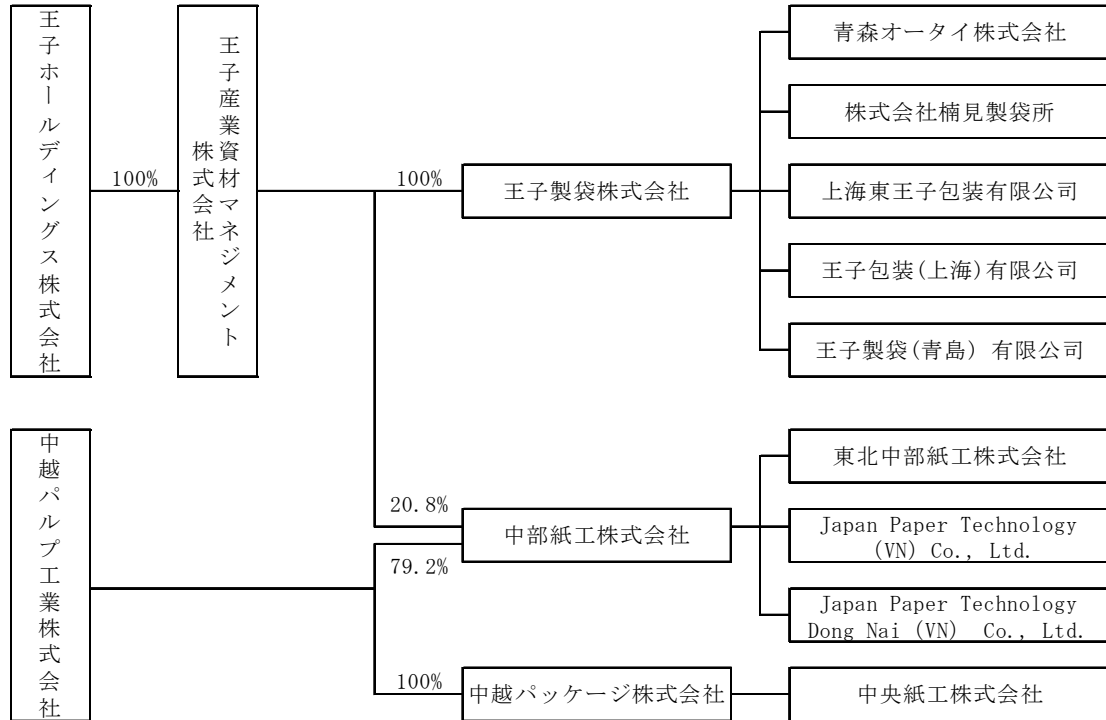 王子ホールディングス株式会社
100%
王子産業資材マネジメント
株式会社
100%
王子製袋株式会社
青森オータイ株式会社
株式会社楠見製袋所
上海東王子包装有限公司
王子包装(上海)有限公司
王子製袋(青島) 有限公司
中越パルプ工業株式会社
20.8%
79.2%
中部紙工株式会社
東北中部紙工株式会社
Japan Paper Technology
(VN) Co., Ltd.
Japan Paper Technology
Dong Nai (VN) Co., Ltd.
100%
中越パッケージ株式会社
中央紙工株式会社